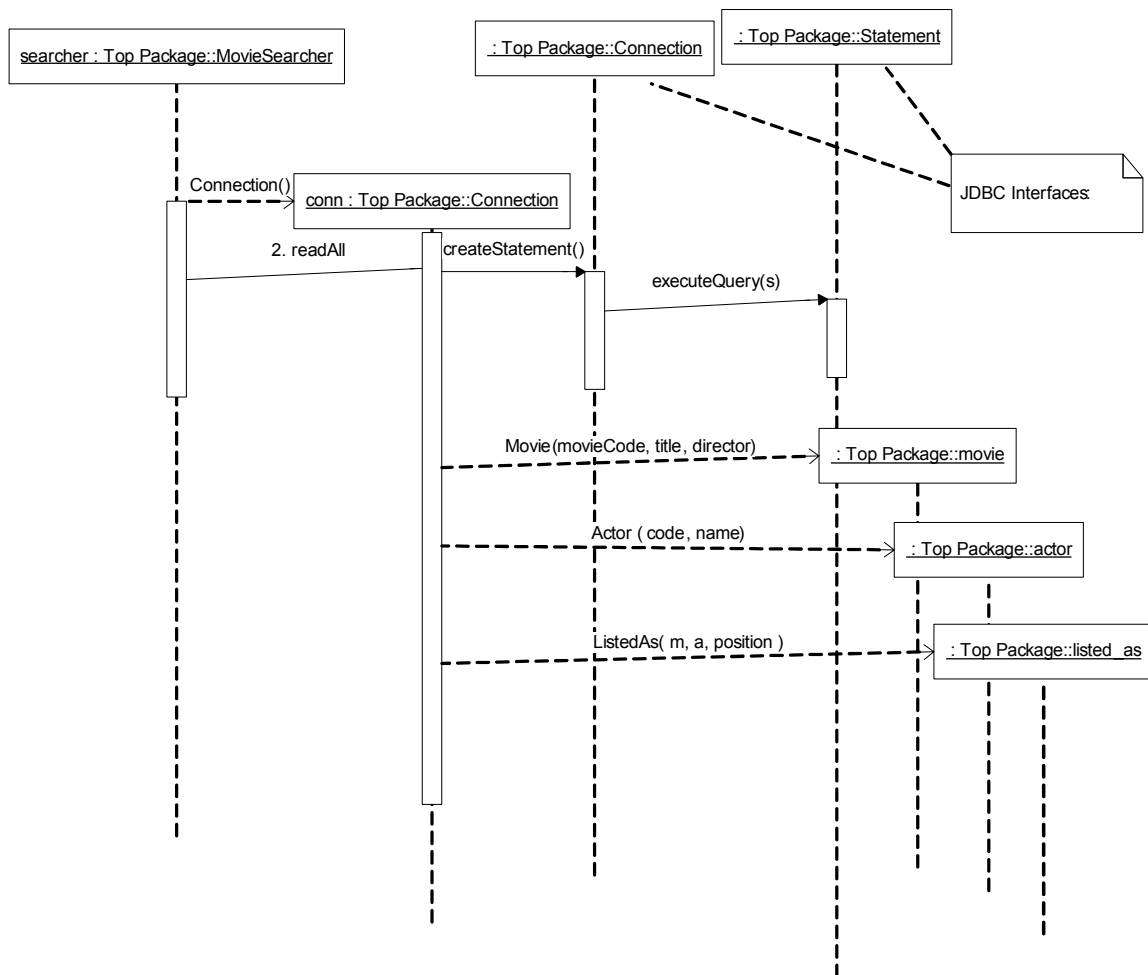 : Top Package::Statement
searcher : Top Package::MovieSearcher
: Top Package::Connection
JDBC Interfaces:
Connection()
conn : Top Package::Connection
2. readAll
createStatement()
executeQuery(s)
Movie(movieCode, title, director)
: Top Package::movie
Actor ( code, name)
: Top Package::actor
ListedAs( m, a, position )
: Top Package::listed_as